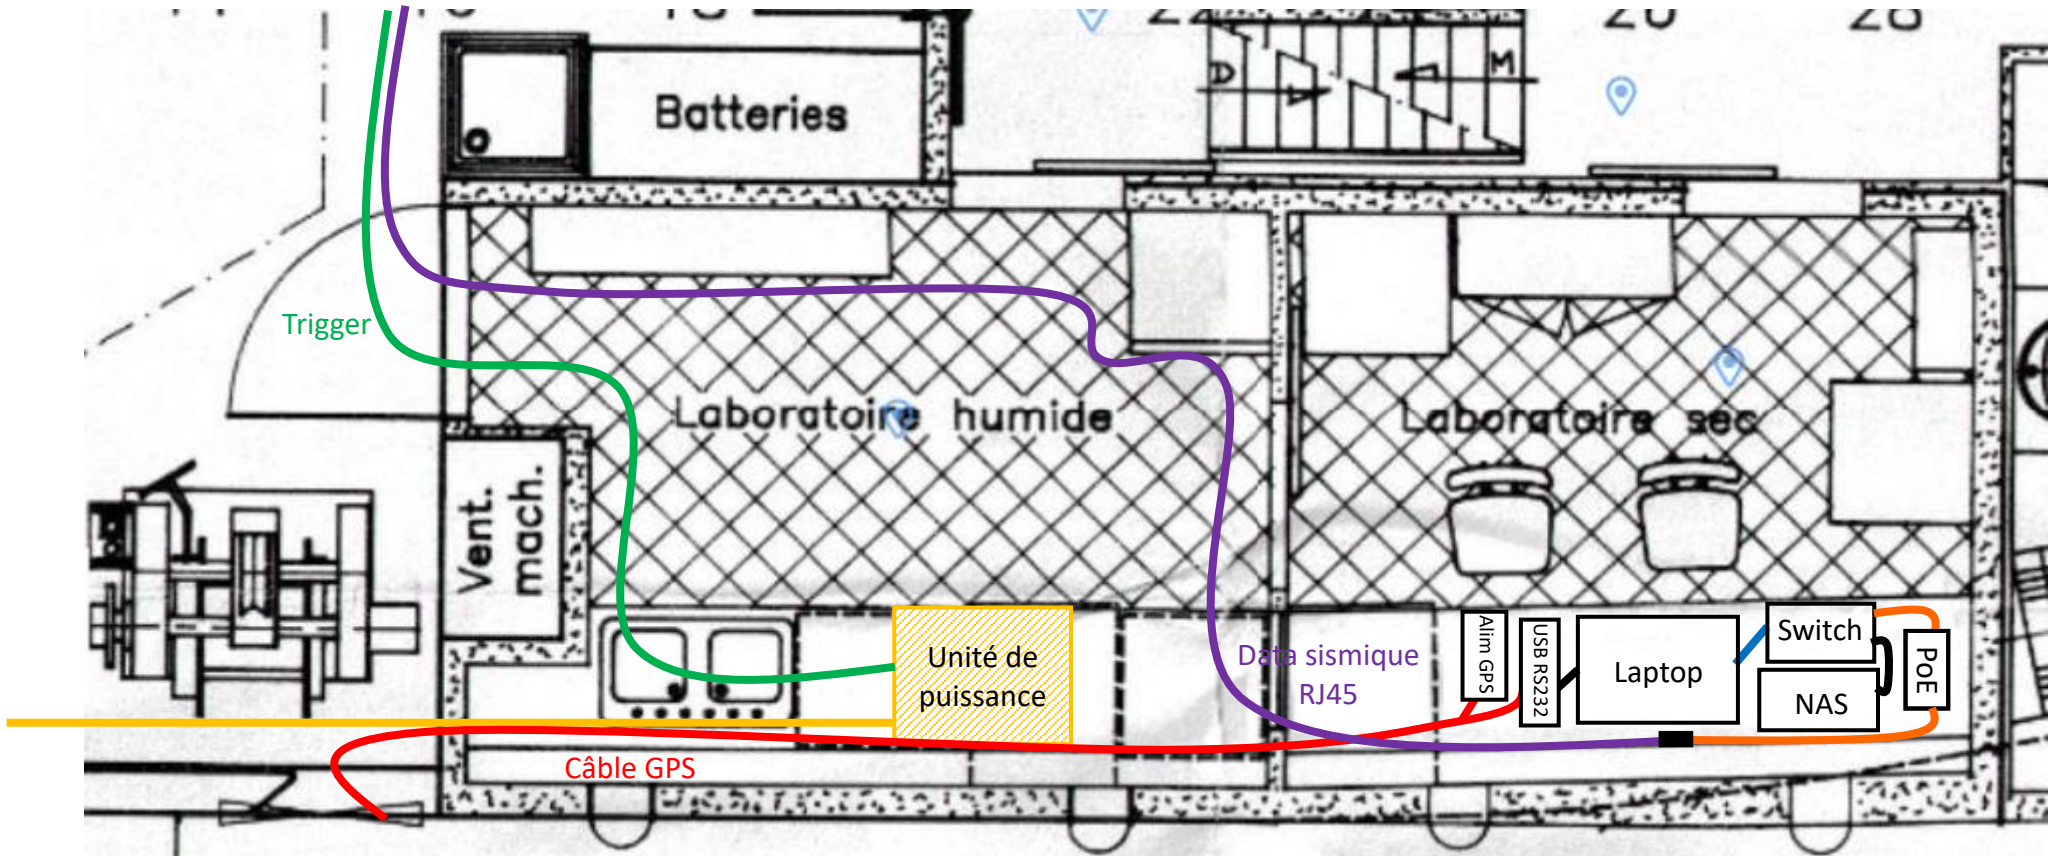 Batteries
D
M
Trigger
Laboratoire humide
Laboratoire sec
Vent.
mach.
Unité de
puissance
Data sismique
RJ45
Alim GPS
USB RS232
Laptop
Switch
NAS
PoE
Câble GPS